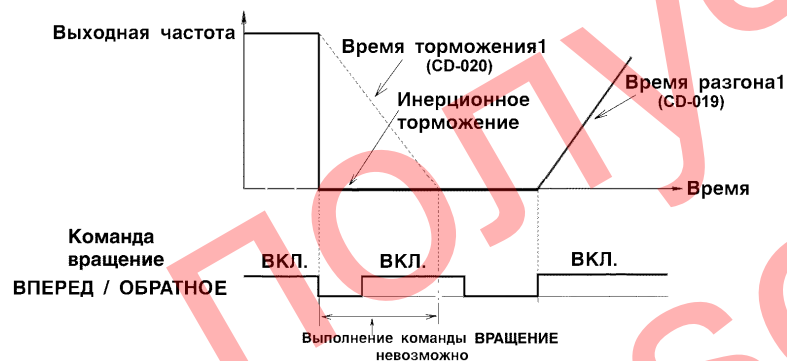 Выходная частота
Время торможения1
(CD-020)
Инерционное
торможение
Время разгона1
(CD-019)
Время
Команда
вращение
ВПЕРЕД / ОБРАТНОЕ
ВКЛ.
ВКЛ.
ВКЛ.
Выполнение команды ВРАЩЕНИЕ
невозможно